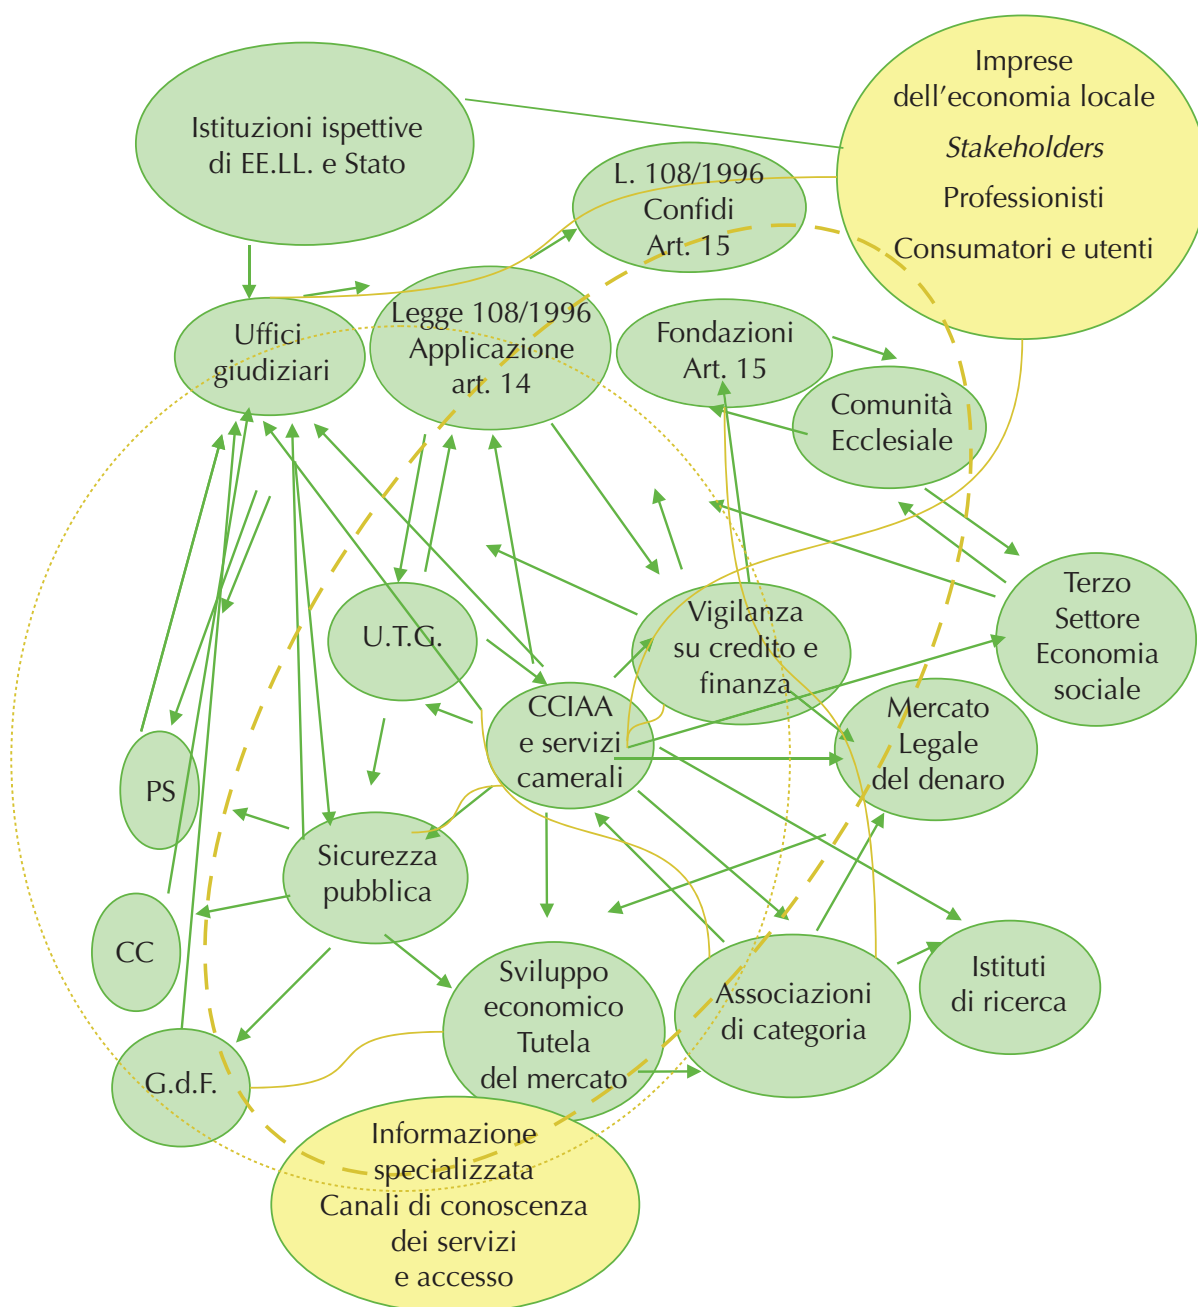 Imprese
dell'economia locale
Stakeholders
Professionisti
Consumatori e utenti
Istituzioni ispettive
di EE.LL. e Stato
L. 108/1996
Confidi
Art. 15
Uffici
giudiziari
Legge 108/1996
Applicazione
art. 14
Fondazioni
Art. 15
Comunità
Ecclesiale
U.T.G.
Vigilanza
su credito e
finanza
Terzo
Settore
Economia
sociale
CCIAA
e servizi
camerali
Mercato
Legale
del denaro
PS
Sicurezza
pubblica
CC
Sviluppo
economico
Tutela
del mercato
Associazioni
di categoria
Istituti
di ricerca
G.d.F.
Informazione
specializzata
Canali di conoscenza
dei servizi
e accesso